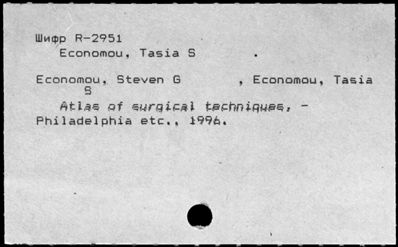 Шифр R-2951
Economou, Tasia S .
Economou, Steven G , Economou, Tasia
S
Atlas of surgical techniques, -
Philadelphia etc., 1996.